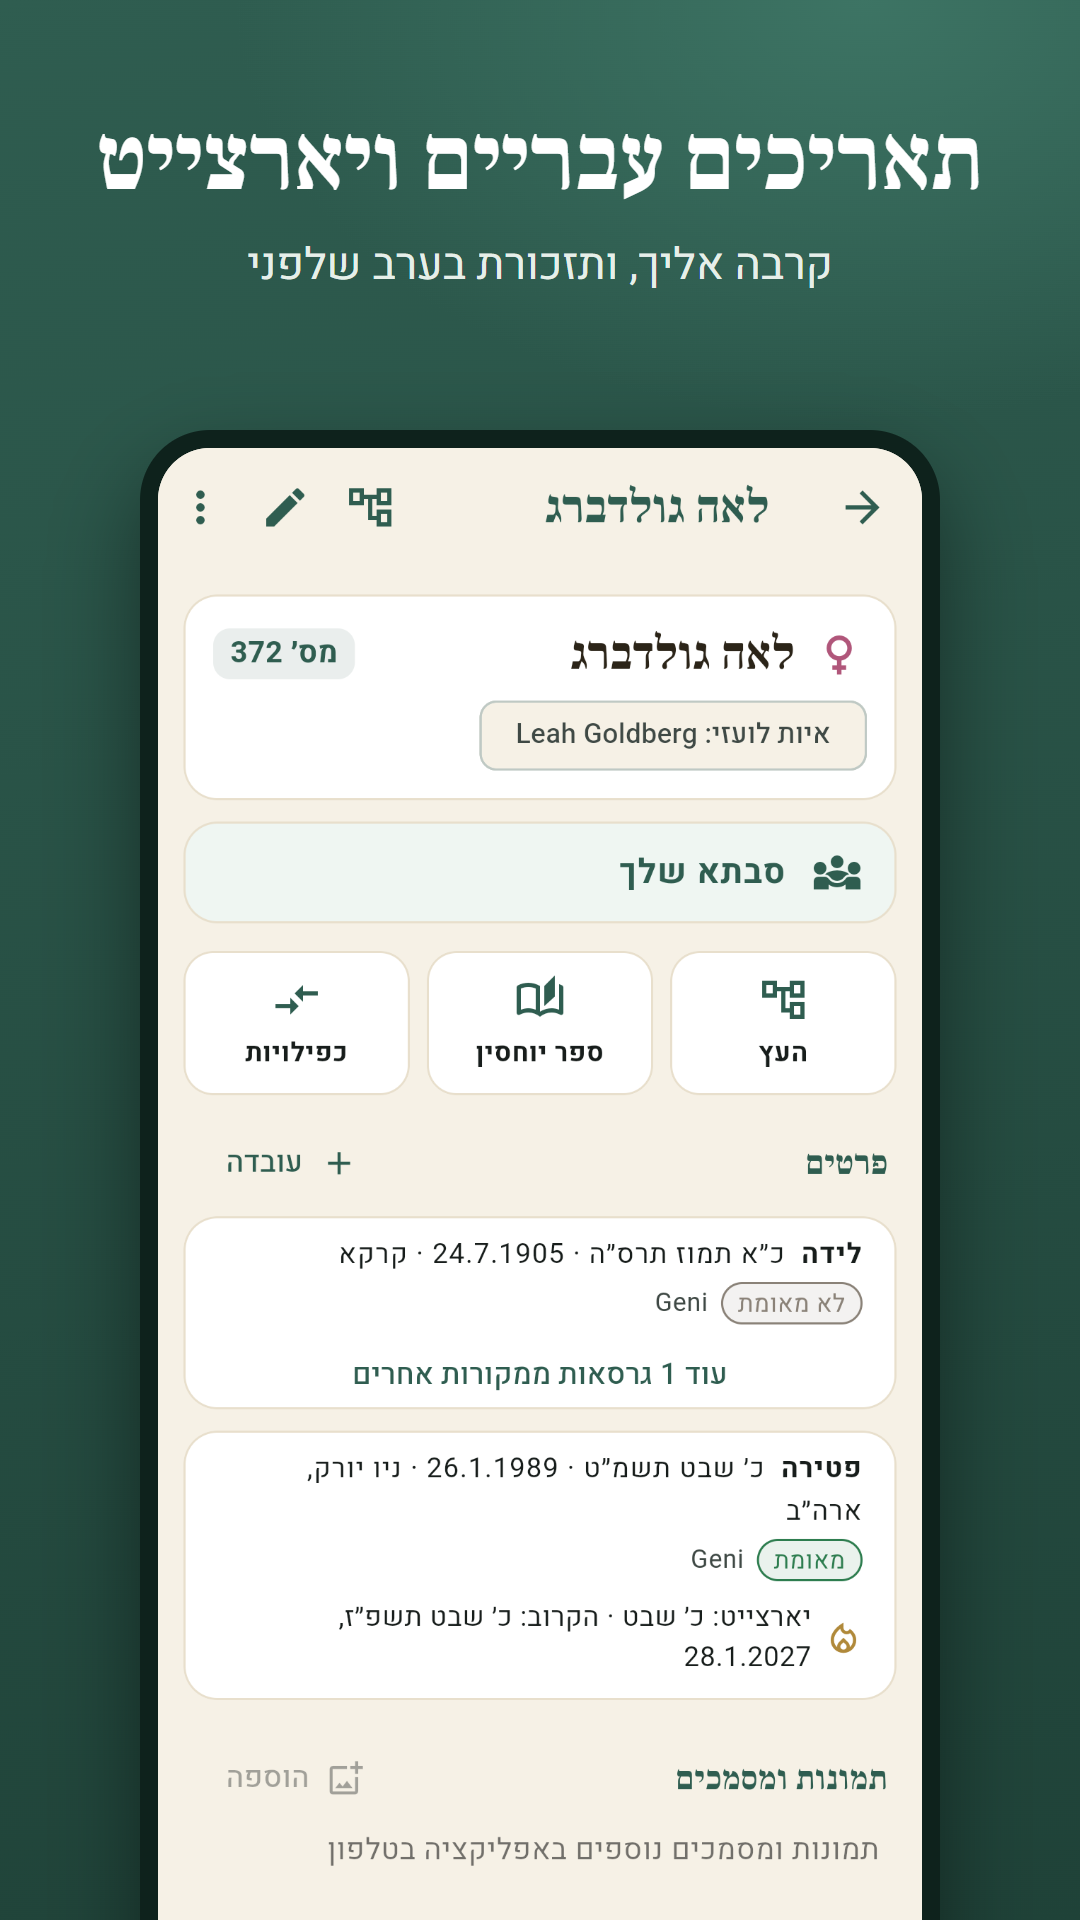 תאריכים עבריים ויארצייט
קרבה אליך, ותזכורת בערב שלפני
לאה גולדברג
לאה גולדברג
מס׳ 372
איות לועזי: Leah Goldberg
סבתא שלך
העץ
ספר יוחסין
כפילויות
פרטים
+ עובדה
לידה כ״א תמוז תרס״ה · 24.7.1905 · קרקא
לא מאומת Geni
עוד 1 גרסאות ממקורות אחרים
פטירה כ׳ שבט תשמ״ט · 26.1.1989 · ניו יורק,
ארה״ב
מאומת Geni
יארצייט: כ׳ שבט · הקרוב: כ׳ שבט תשפ״ז,
28.1.2027
תמונות ומסמכים
הוספה
תמונות ומסמכים נוספים באפליקציה בטלפון